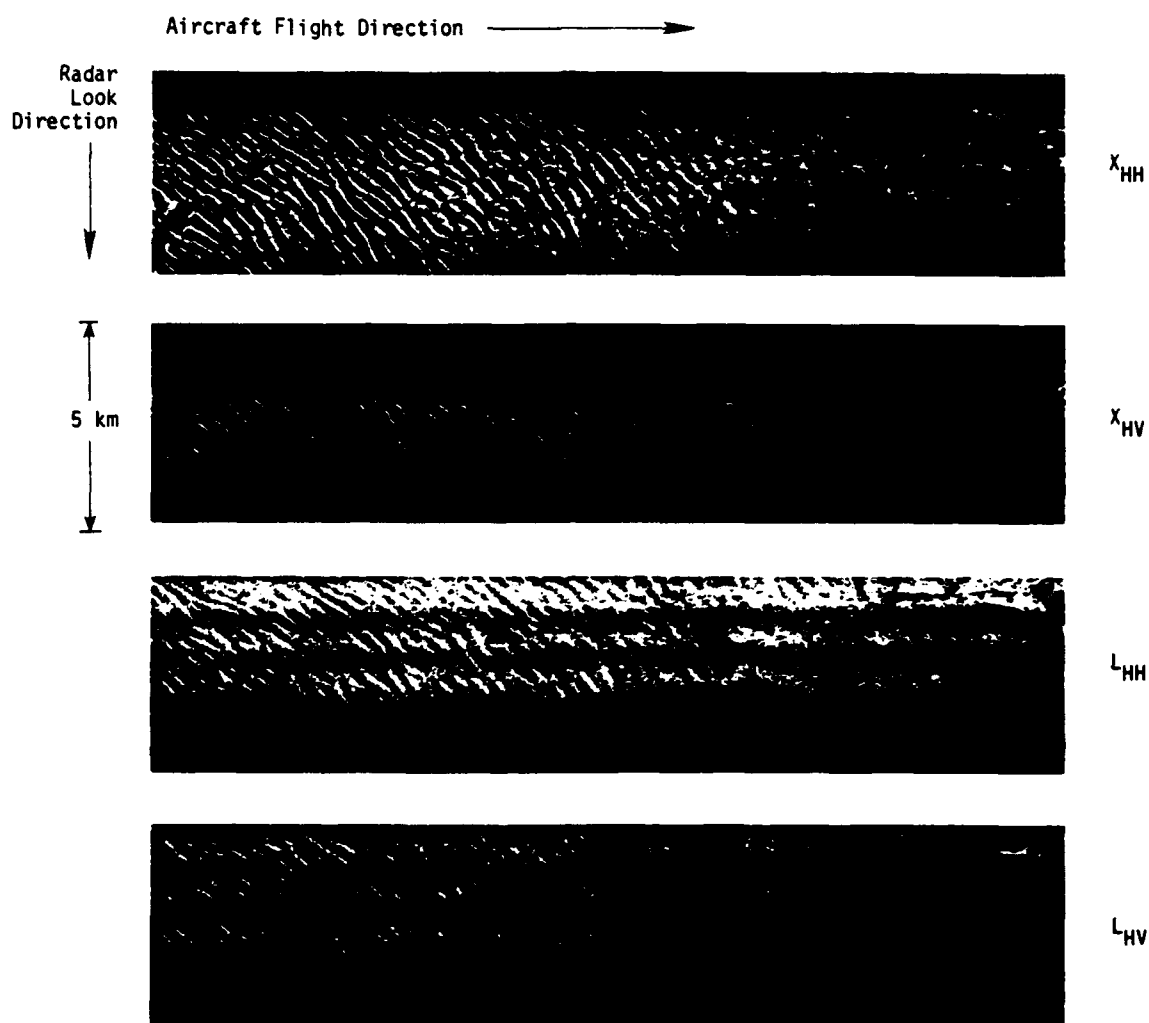 Aircraft Flight Direction
Radar
Look
Direction
X_HH
5 km
X_HV
L_HH
L_HV